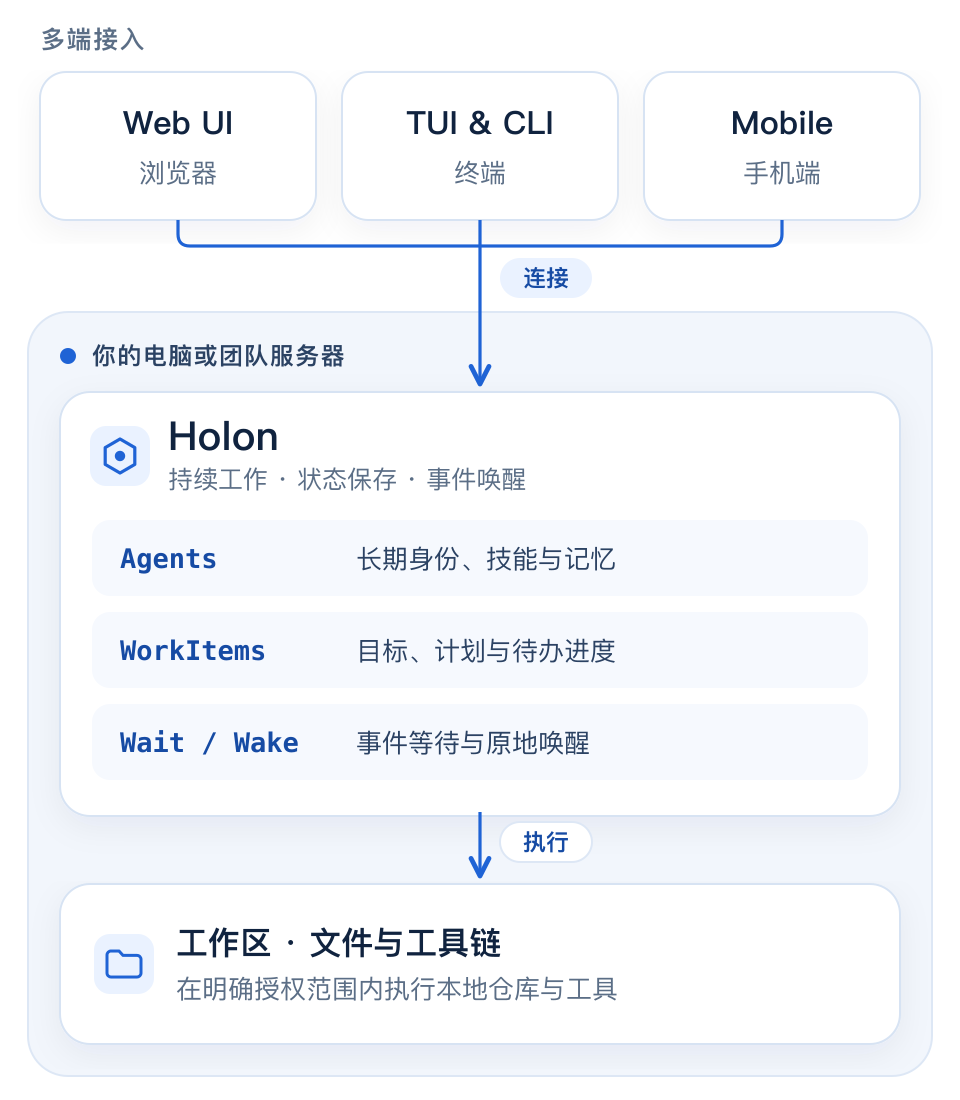 多端接入
Web UI
浏览器
TUI & CLI
终端
Mobile
手机端
连接
你的电脑或团队服务器
Holon
持续工作 · 状态保存 · 事件唤醒
Agents 长期身份、技能与记忆
WorkItems 目标、计划与待办进度
Wait / Wake 事件等待与原地唤醒
执行
工作区 · 文件与工具链
在明确授权范围内执行本地仓库与工具